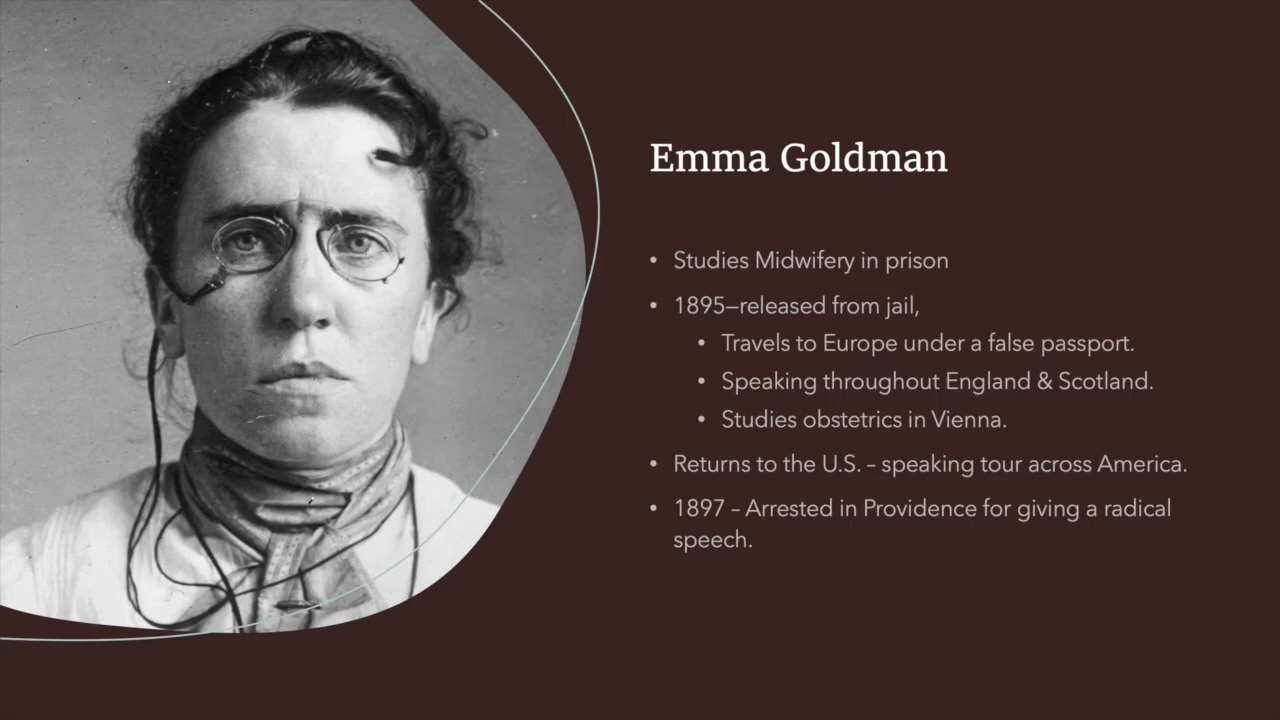 Emma Goldman
• Studies Midwifery in prison
• 1895–released from jail,
• Travels to Europe under a false passport.
• Speaking throughout England & Scotland.
• Studies obstetrics in Vienna.
• Returns to the U.S. – speaking tour across America.
• 1897 – Arrested in Providence for giving a radical
speech.